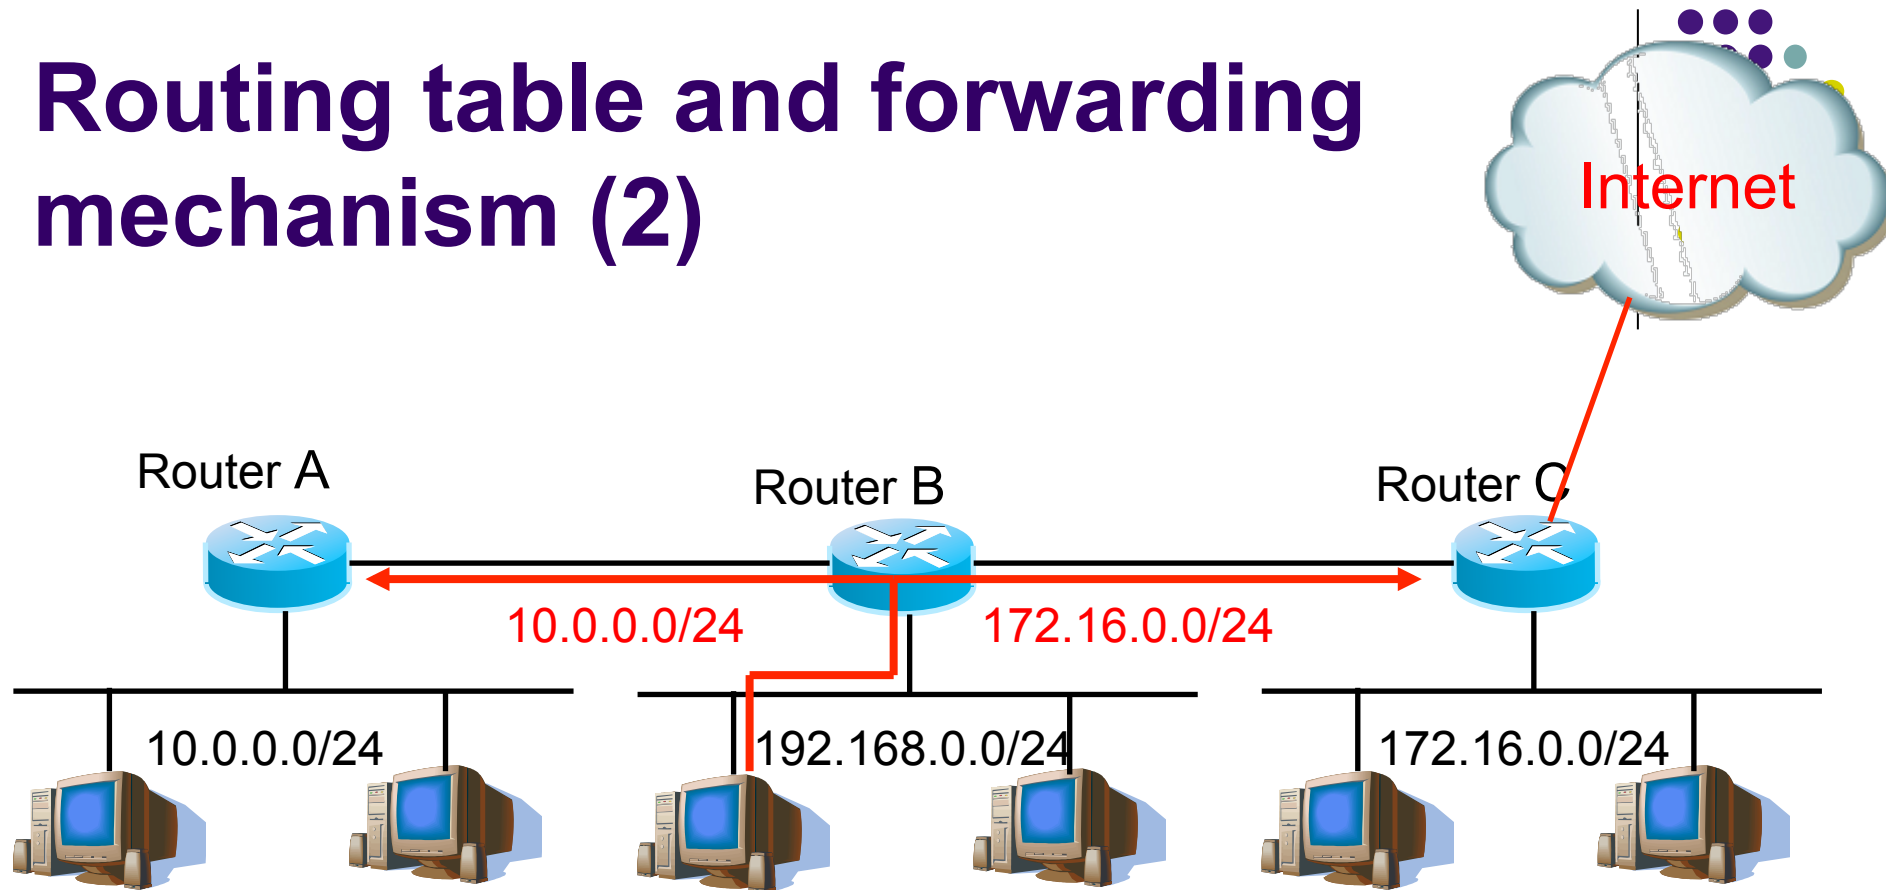 Routing table and forwarding
mechanism (2)
Internet
Router A
Router B
Router C
10.0.0.0/24
172.16.0.0/24
10.0.0.0/24
192.168.0.0/24
172.16.0.0/24